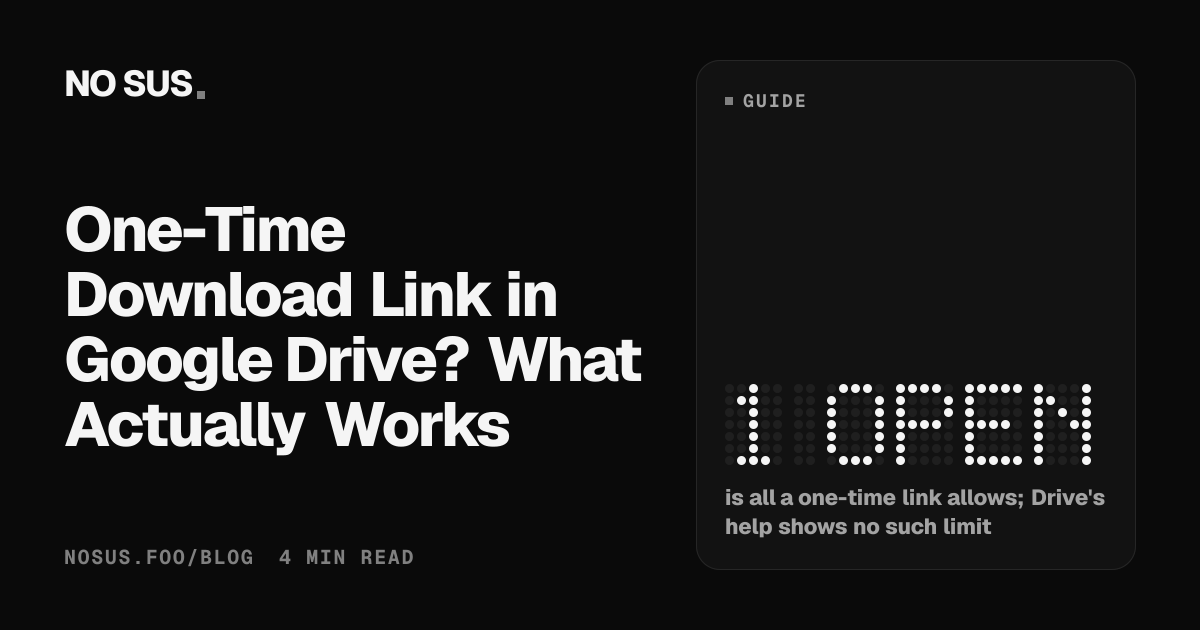 NO SUS.
One-Time
Download Link in
Google Drive? What
Actually Works
NOSUS.FOO/BLOG 4 MIN READ
GUIDE
1 OPEN
is all a one-time link allows; Drive's
help shows no such limit